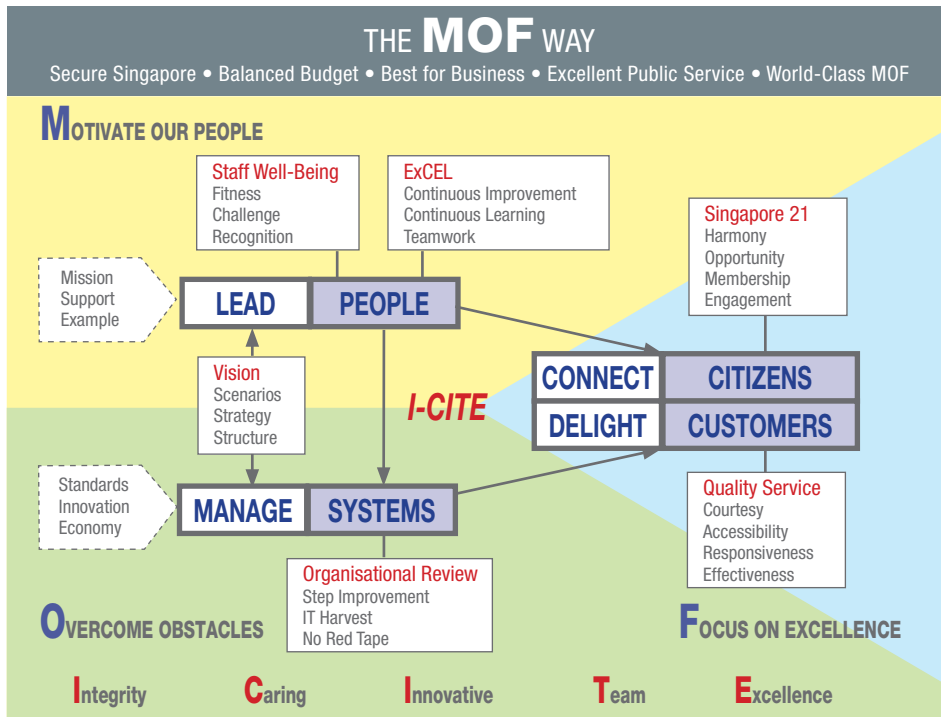 THE MOF WAY
Secure Singapore • Balanced Budget • Best for Business • Excellent Public Service • World-Class MOF
MOTIVATE OUR PEOPLE
Staff Well-Being
Fitness
Challenge
Recognition
ExCEL
Continuous Improvement
Continuous Learning
Teamwork
Singapore 21
Harmony
Opportunity
Membership
Engagement
Mission
Support
Example
LEAD
PEOPLE
Vision
Scenarios
Strategy
Structure
I-CITE
CONNECT
CITIZENS
DELIGHT
CUSTOMERS
Standards
Innovation
Economy
MANAGE
SYSTEMS
Quality Service
Courtesy
Accessibility
Responsiveness
Effectiveness
Organisational Review
Step Improvement
IT Harvest
No Red Tape
OVERCOME OBSTACLES
FOCUS ON EXCELLENCE
Integrity
Caring
Innovative
Team
Excellence